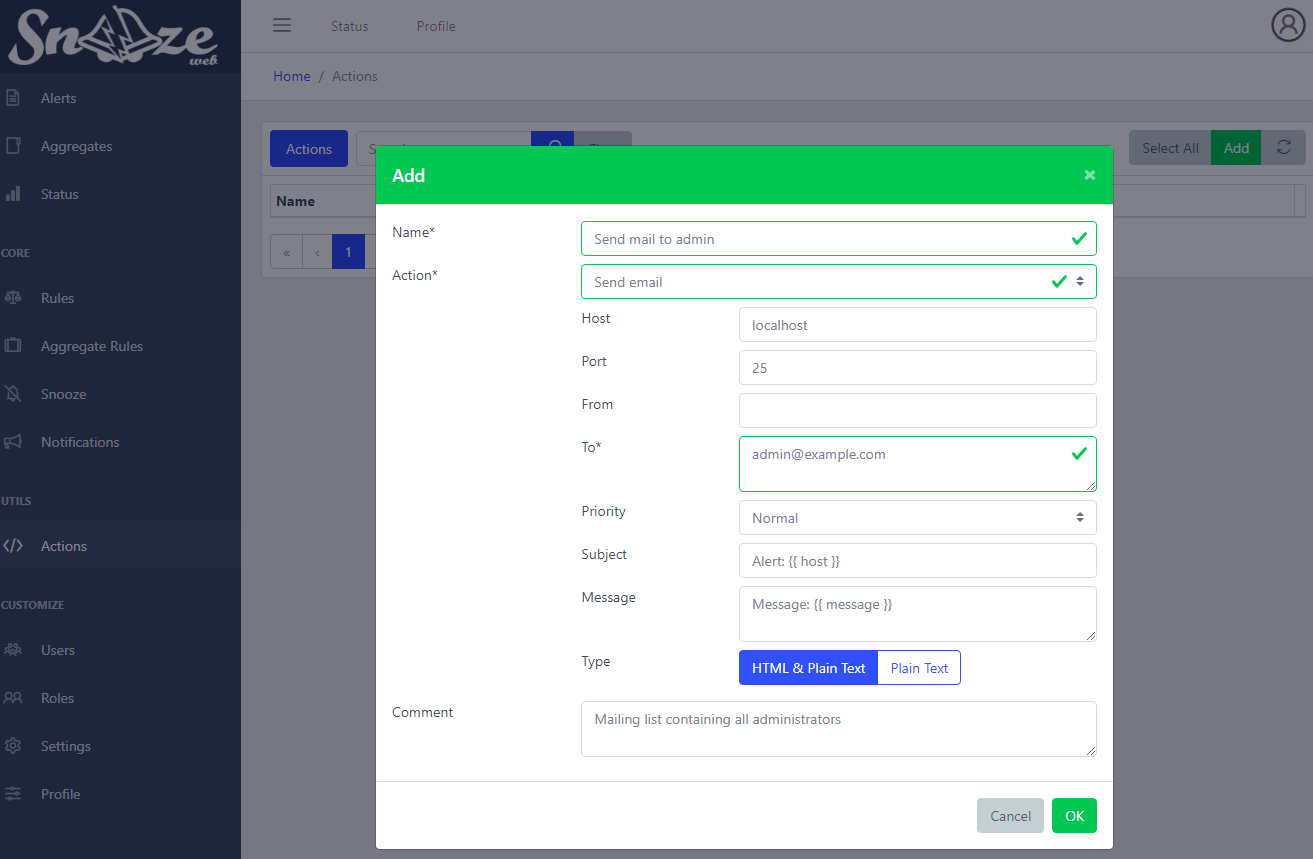 Snooze
web
Status
Profile
Home / Actions
Alerts
Aggregates
Status
CORE
Rules
Aggregate Rules
Snooze
Notifications
UTILS
Actions
CUSTOMIZE
Users
Roles
Settings
Profile
Actions
Select All
Add
Name
« ‹ 1
Add
×
Name*
Send mail to admin
Action*
Send email
Host
localhost
Port
25
From
To*
admin@example.com
Priority
Normal
Subject
Alert: {{ host }}
Message
Message: {{ message }}
Type
HTML & Plain Text
Plain Text
Comment
Mailing list containing all administrators
Cancel
OK